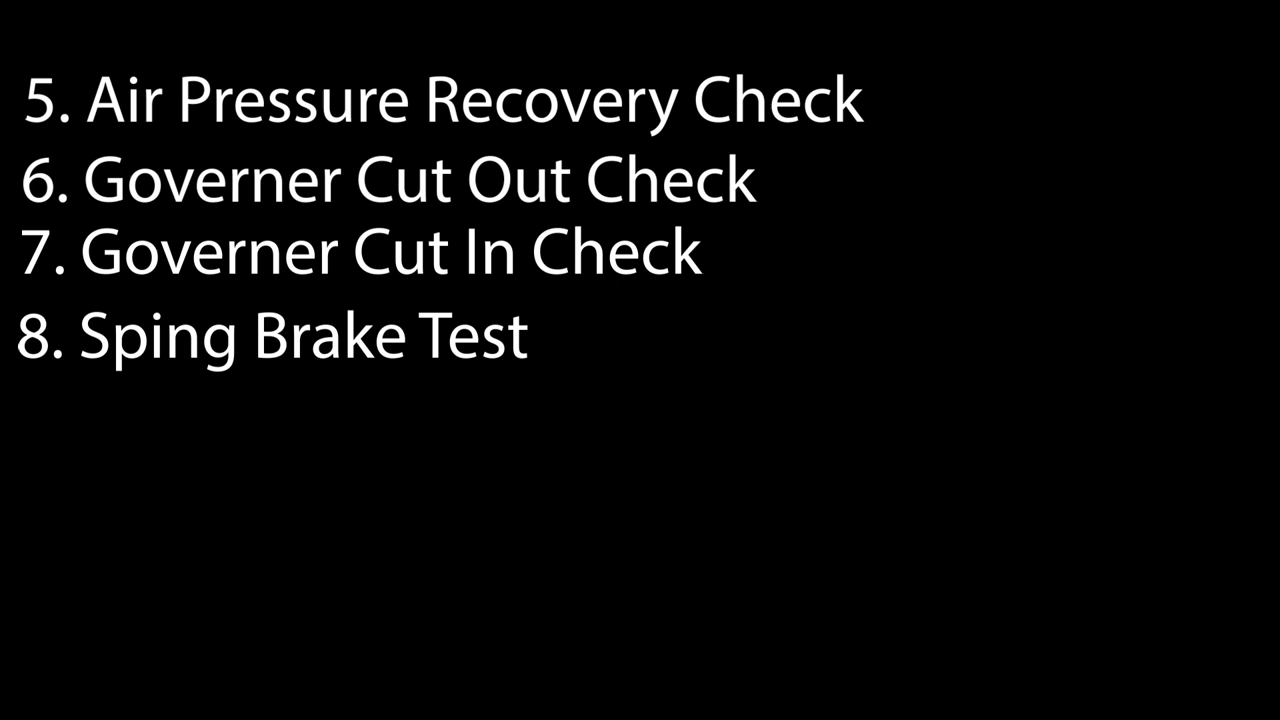 5. Air Pressure Recovery Check
6. Governer Cut Out Check
7. Governer Cut In Check
8. Sping Brake Test